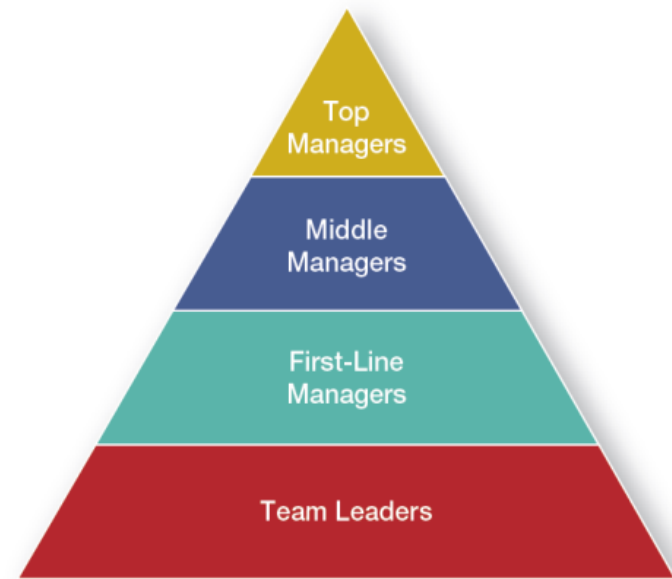 Top
Managers
Middle
Managers
First-Line
Managers
Team Leaders